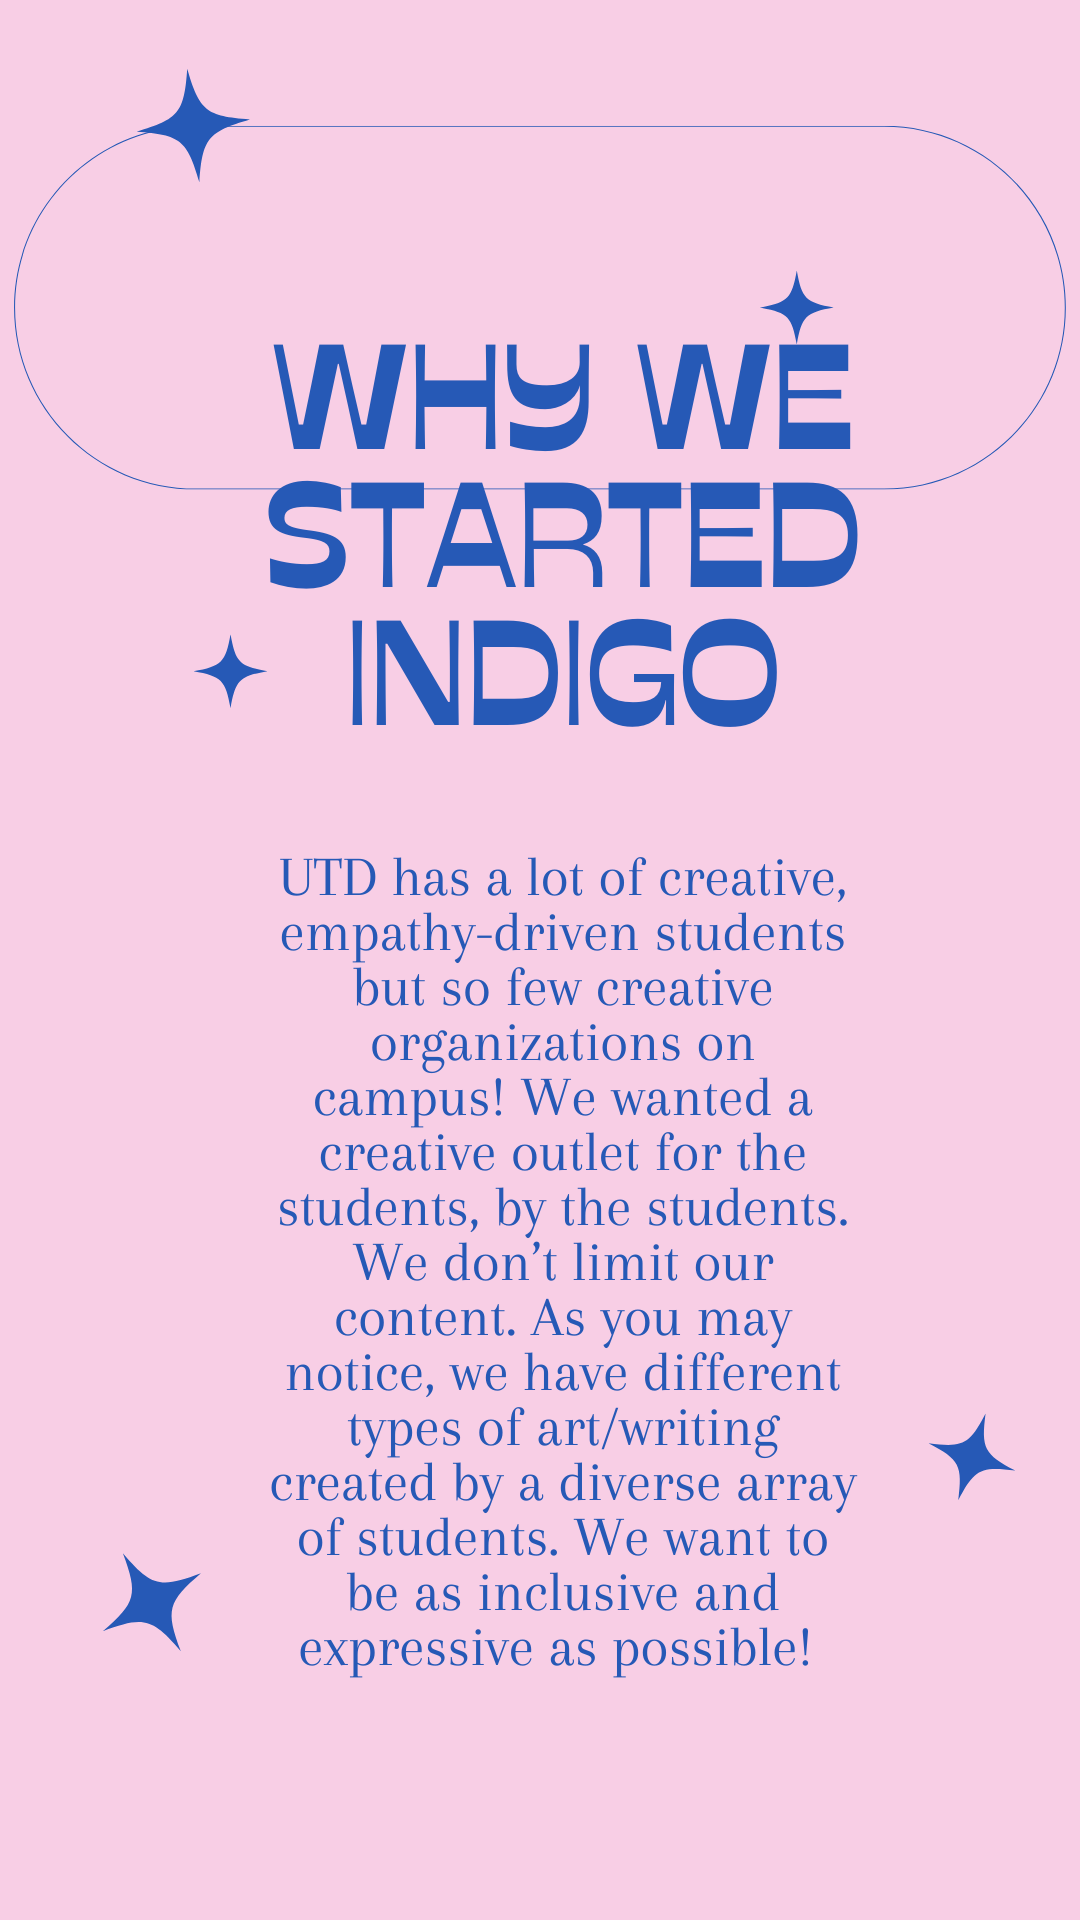 WHY WE
STARTED
INDIGO
UTD has a lot of creative,
empathy-driven students
but so few creative
organizations on
campus! We wanted a
creative outlet for the
students, by the students.
We don’t limit our
content. As you may
notice, we have different
types of art/writing
created by a diverse array
of students. We want to
be as inclusive and
expressive as possible!